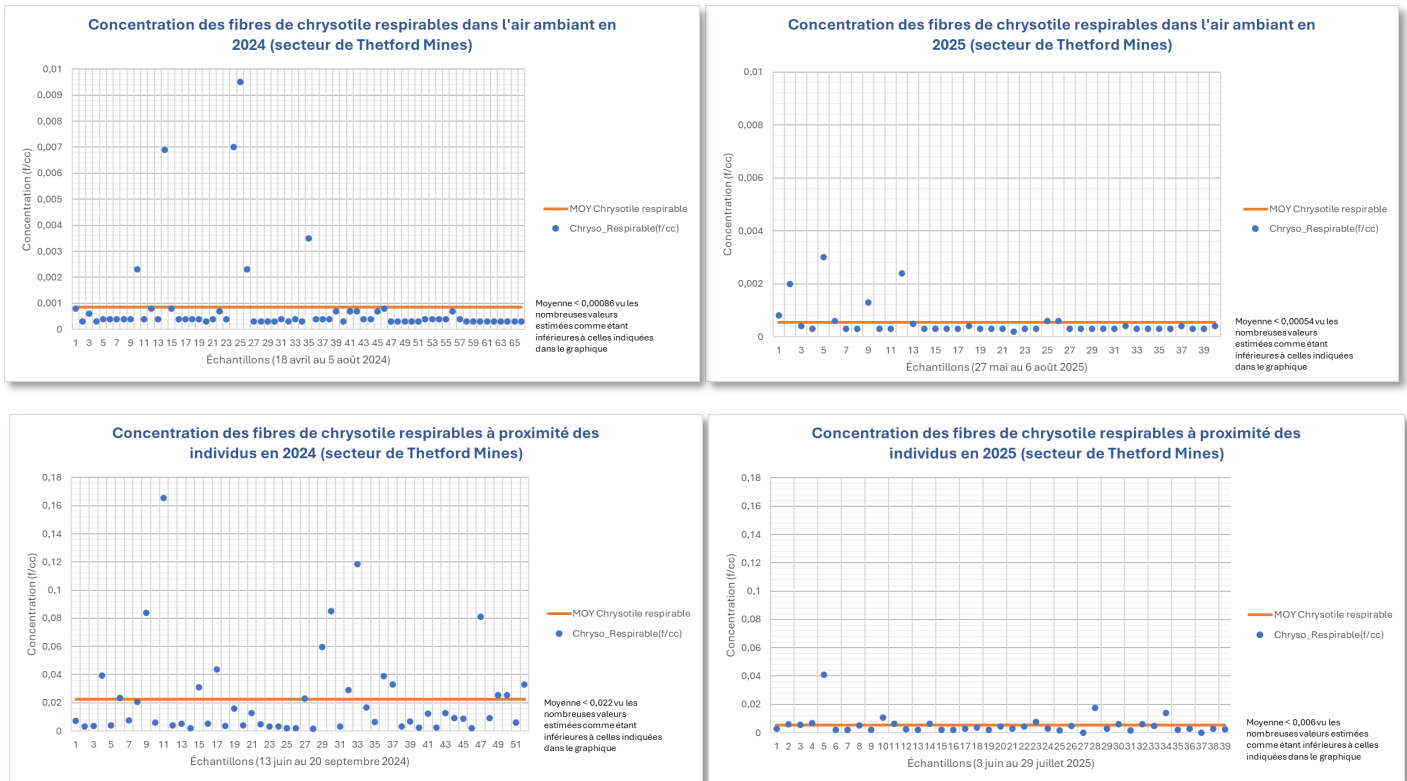 Concentration des fibres de chrysotile respirables dans l'air ambiant en
2024 (secteur de Thetford Mines)
0,01
0,009
0,008
0,007
0,006
0,005
0,004
0,003
0,002
0,001
0
Concentration (f/cc)
1 3 5 7 9 11 13 15 17 19 21 23 25 27 29 31 33 35 37 39 41 43 45 47 49 51 53 55 57 59 61 63 65
Échantillons (18 avril au 5 août 2024)
MOY Chrysotile respirable
Chryso_Respirable(f/cc)
Moyenne < 0,00086 vu les
nombreuses valeurs
estimées comme étant
inférieures à celles indiquées
dans le graphique
Concentration des fibres de chrysotile respirables dans l'air ambiant en
2025 (secteur de Thetford Mines)
0,01
0,008
0,006
0,004
0,002
0
Concentration (f/cc)
1 3 5 7 9 11 13 15 17 19 21 23 25 27 29 31 33 35 37 39
Échantillons (27 mai au 6 août 2025)
MOY Chrysotile respirable
Chryso_Respirable(f/cc)
Moyenne < 0,00054 vu les
nombreuses valeurs
estimées comme étant
inférieures à celles indiquées
dans le graphique
Concentration des fibres de chrysotile respirables à proximité des
individus en 2024 (secteur de Thetford Mines)
0,18
0,16
0,14
0,12
0,1
0,08
0,06
0,04
0,02
0
Concentration (f/cc)
1 3 5 7 9 11 13 15 17 19 21 23 25 27 29 31 33 35 37 39 41 43 45 47 49 51
Échantillons (13 juin au 20 septembre 2024)
MOY Chrysotile respirable
Chryso_Respirable(f/cc)
Moyenne < 0,022 vu les
nombreuses valeurs
estimées comme étant
inférieures à celles indiquées
dans le graphique
Concentration des fibres de chrysotile respirables à proximité des
individus en 2025 (secteur de Thetford Mines)
0,18
0,16
0,14
0,12
0,1
0,08
0,06
0,04
0,02
0
Concentration (f/cc)
1 2 3 4 5 6 7 8 9 10 11 12 13 14 15 16 17 18 19 20 21 22 23 24 25 26 27 28 29 30 31 32 33 34 35 36 37 38 39
Échantillons (3 juin au 29 juillet 2025)
MOY Chrysotile respirable
Chryso_Respirable(f/cc)
Moyenne < 0,006 vu les
nombreuses valeurs estimées
comme étant inférieures à celles
indiquées dans le graphique